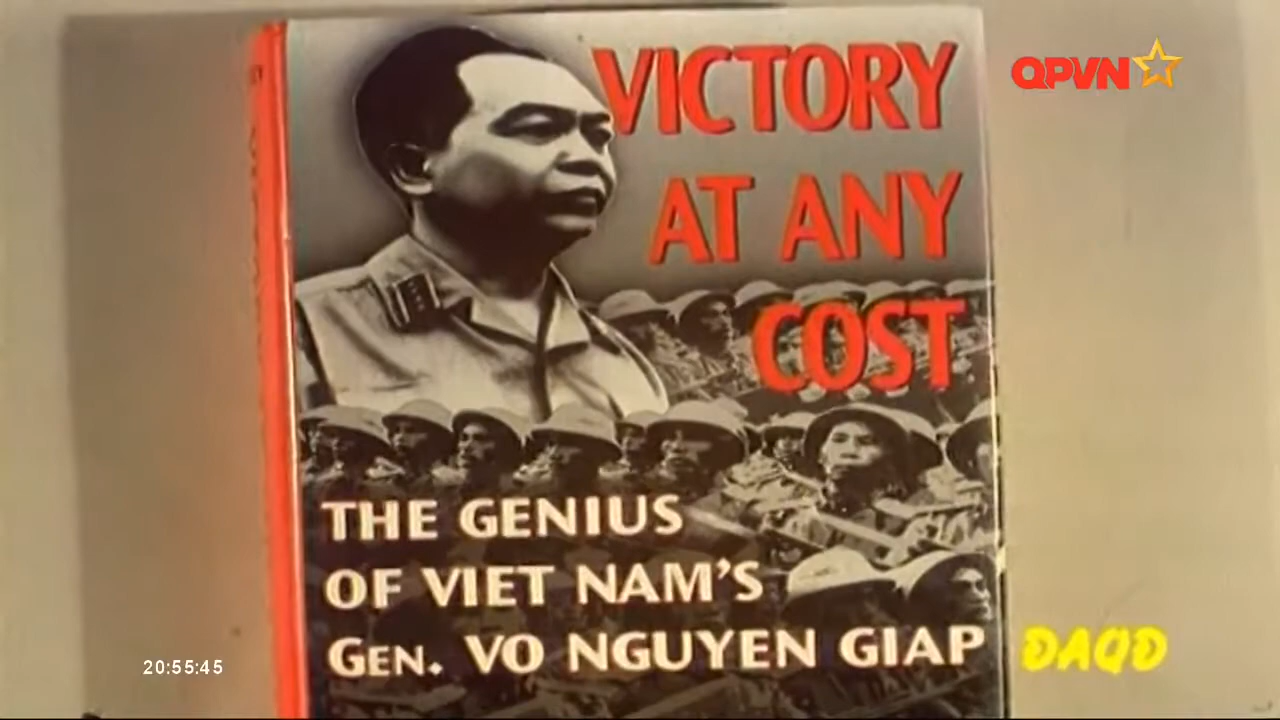 VICTORY
AT ANY
COST
QPVN
THE GENIUS
OF VIET NAM'S
GEN. VO NGUYEN GIAP
20:55:45
ĐAQĐ